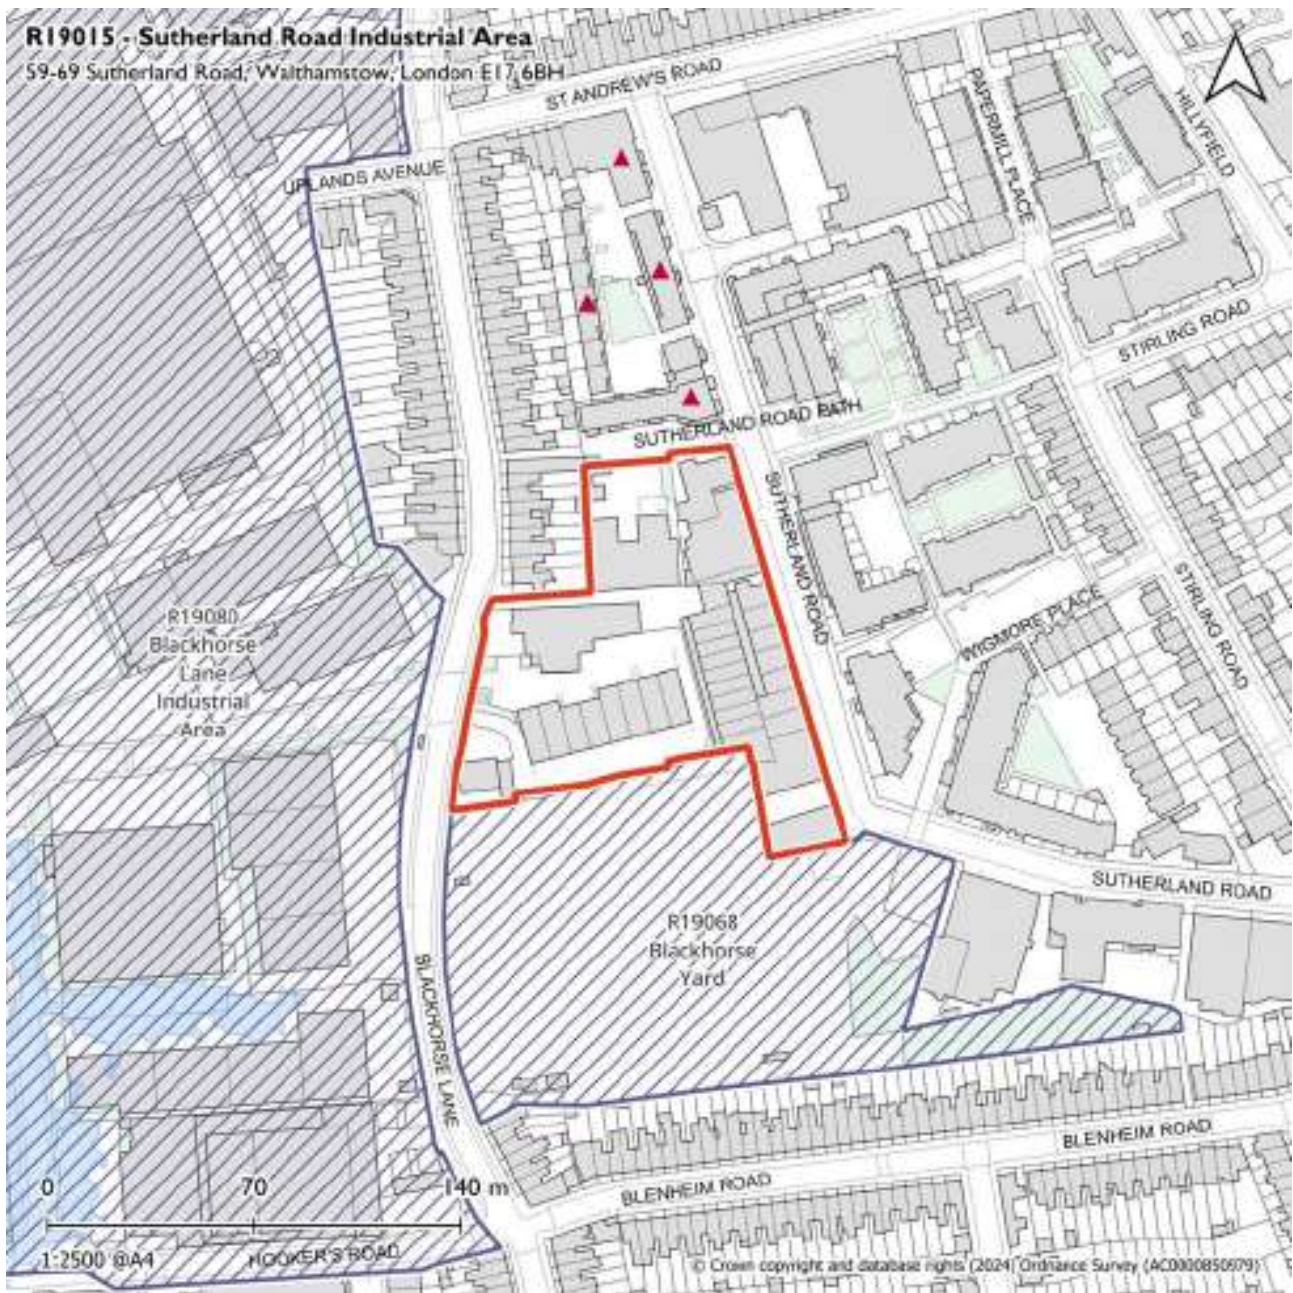 R19015 - Sutherland Road Industrial Area
59-69 Sutherland Road, Walthamstow, London E17 6BH
ST ANDREW'S ROAD
PAPERMILL PLACE
HILLYFIELD
UPLANDS AVENUE
STIRLING ROAD
SUTHERLAND ROAD PATH
SUTHERLAND ROAD
STIRLING ROAD
WIGMORE PLACE
R19080
Blackhorse
Lane
Industrial
Area
SUTHERLAND ROAD
R19068
Blackhorse
Yard
BLACKHORSE LANE
BLENHEIM ROAD
BLENHEIM ROAD
0 70 140 m
1:2500 @A4
HOOKER'S ROAD
© Crown copyright and database rights (2024) Ordnance Survey (AC0000850979)